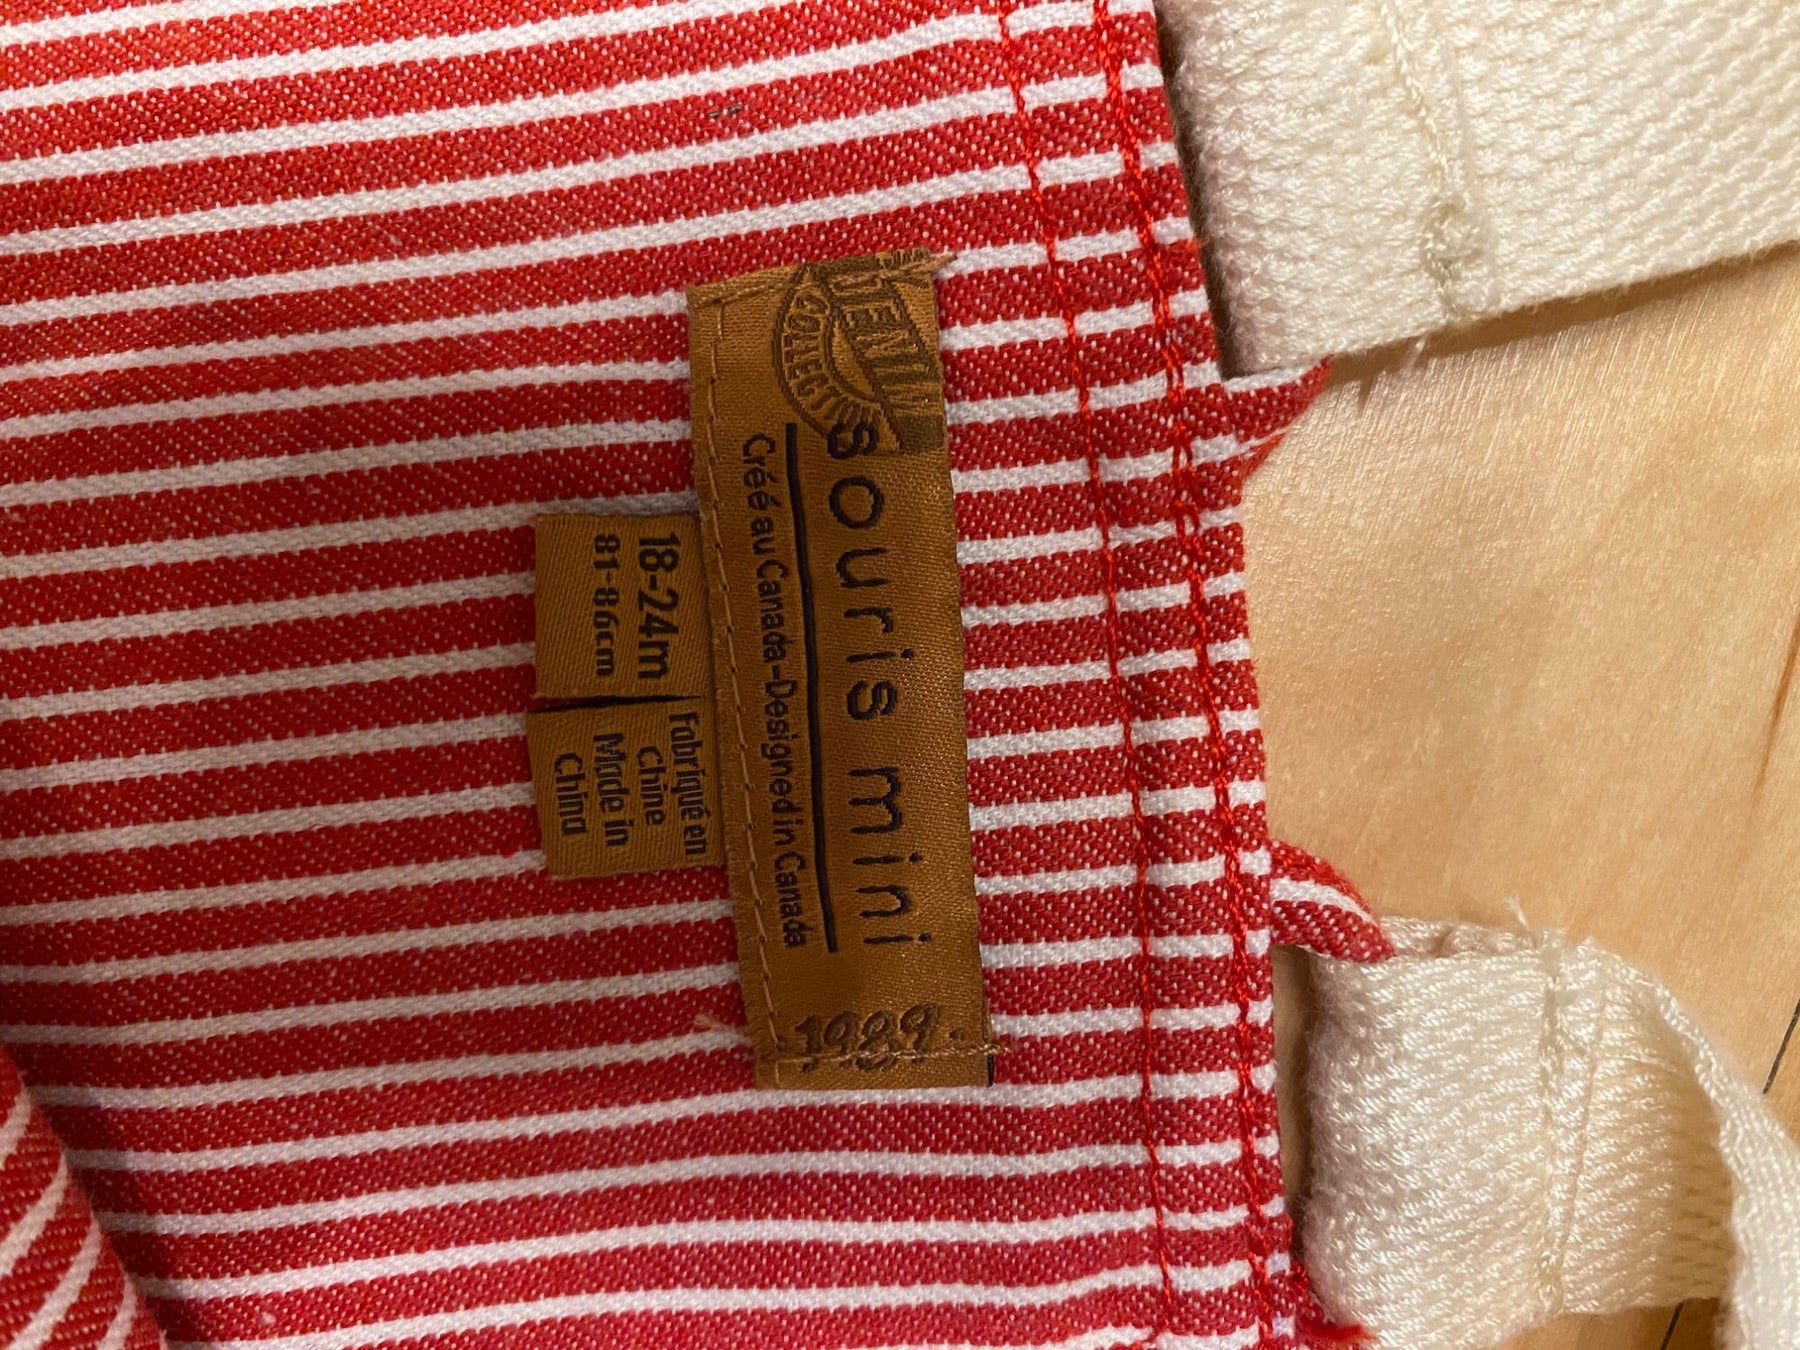 DENIM
COLLECTION
souris mini
Créé au Canada-Designed in Canada
1989.
18-24m
81-86cm
Fabriqué en
Chine
Made in
China